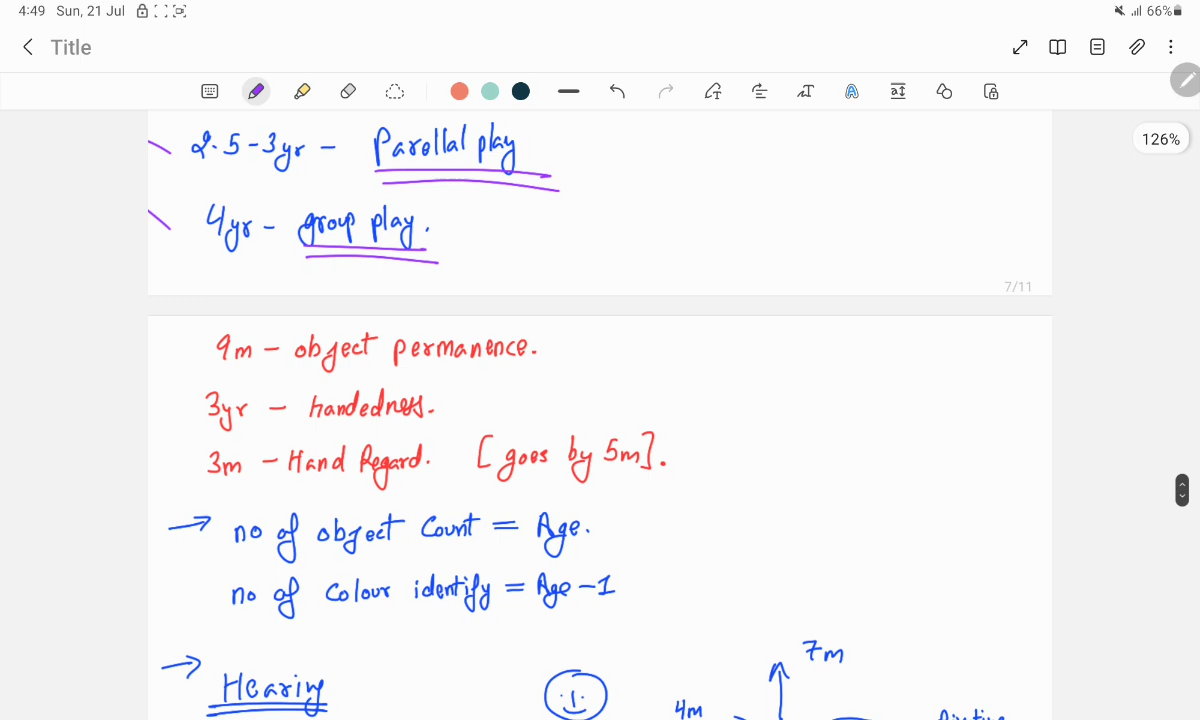 4:49 Sun, 21 Jul 66%
Title
126%
2.5-3yr - Parellal play
4yr - group play.
7/11
9m - object permanence.
3yr - handedness.
3m - Hand Regard. [goes by 5m].
→ no of object count = Age.
no of colour identify = Age -1
7m
→ Hearing
4m